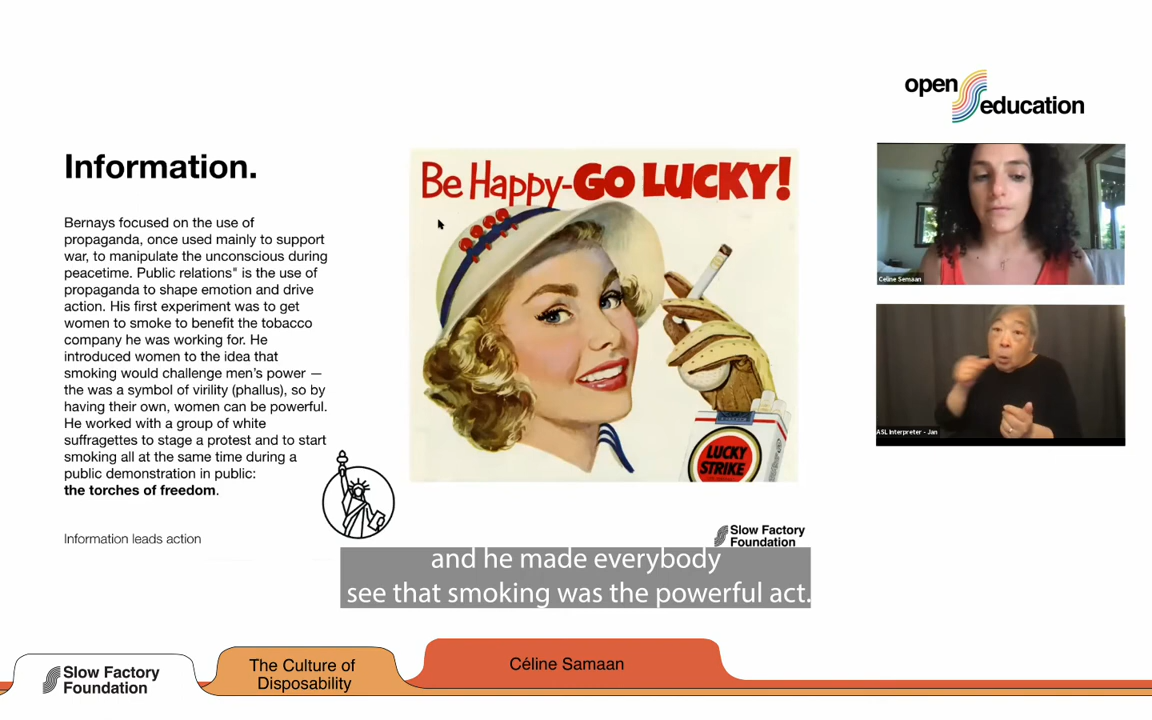 open
education
Information.
Bernays focused on the use of
propaganda, once used mainly to support
war, to manipulate the unconscious during
peacetime. Public relations" is the use of
propaganda to shape emotion and drive
action. His first experiment was to get
women to smoke to benefit the tobacco
company he was working for. He
introduced women to the idea that
smoking would challenge men's power —
the was a symbol of virility (phallus), so by
having their own, women can be powerful.
He worked with a group of white
suffragettes to stage a protest and to start
smoking all at the same time during a
public demonstration in public:
the torches of freedom.
Information leads action
Be Happy-GO LUCKY!
LUCKY
STRIKE
Celine Semaan
ASL Interpreter - Jan
Slow Factory
Foundation
and he made everybody
see that smoking was the powerful act.
Slow Factory
Foundation
The Culture of
Disposability
Céline Samaan